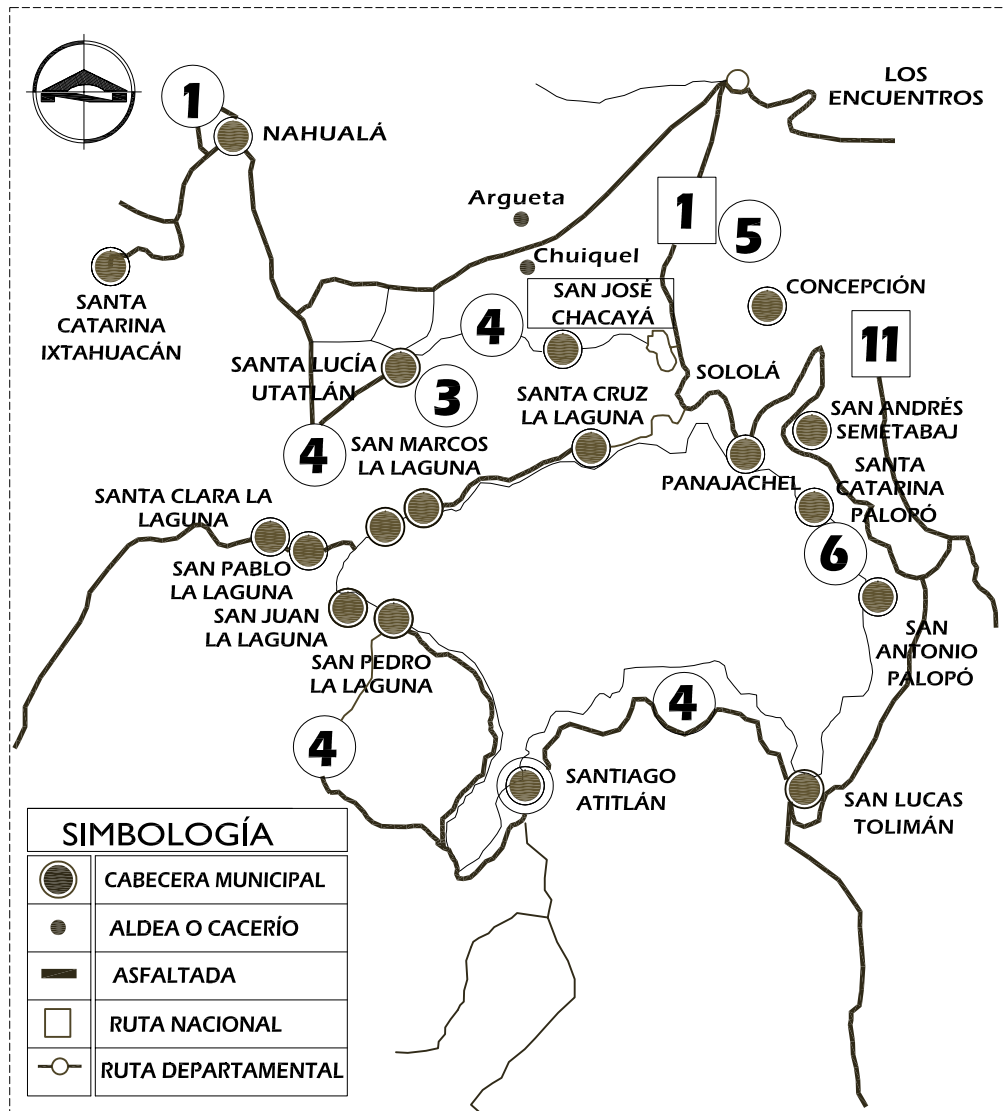 LOS
ENCUENTROS
1
NAHUALÁ
Argueta
1
5
Chuiquel
SANTA
CATARINA
IXTAHUACÁN
SAN JOSÉ
CHACAYÁ
CONCEPCIÓN
4
11
SANTA LUCÍA
UTATLÁN
3
SOLOLÁ
SANTA CRUZ
LA LAGUNA
SAN ANDRÉS
SEMETABAJ
4
SAN MARCOS
LA LAGUNA
PANAJACHEL
SANTA
CATARINA
PALOPÓ
SANTA CLARA LA
LAGUNA
6
SAN PABLO
LA LAGUNA
SAN JUAN
LA LAGUNA
SAN
ANTONIO
PALOPÓ
SAN PEDRO
LA LAGUNA
4
4
SANTIAGO
ATITLÁN
SAN LUCAS
TOLIMÁN
SIMBOLOGÍA
CABECERA MUNICIPAL
ALDEA O CACERÍO
ASFALTADA
RUTA NACIONAL
RUTA DEPARTAMENTAL